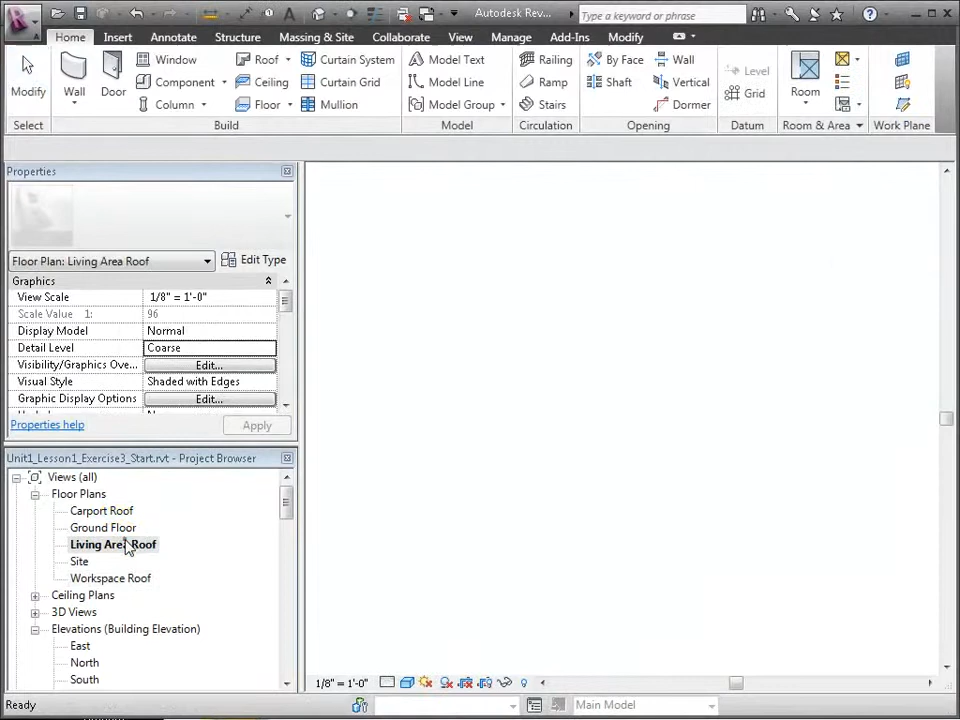 Autodesk Rev...
Type a keyword or phrase
Home Insert Annotate Structure Massing & Site Collaborate View Manage Add-Ins Modify
Modify
Wall
Door
Window
Component
Column
Roof
Ceiling
Floor
Curtain System
Curtain Grid
Mullion
Model Text
Model Line
Model Group
Railing
Ramp
Stairs
By Face
Shaft
Wall
Vertical
Dormer
Level
Grid
Room
Select Build Model Circulation Opening Datum Room & Area Work Plane
Properties
Floor Plan: Living Area Roof Edit Type
Graphics
View Scale 1/8" = 1'-0"
Scale Value 1: 96
Display Model Normal
Detail Level Coarse
Visibility/Graphics Ove... Edit...
Visual Style Shaded with Edges
Graphic Display Options Edit...
Properties help Apply
Unit1_Lesson1_Exercise3_Start.rvt - Project Browser
Views (all)
Floor Plans
Carport Roof
Ground Floor
Living Area Roof
Site
Workspace Roof
Ceiling Plans
3D Views
Elevations (Building Elevation)
East
North
South
1/8" = 1'-0"
Ready
Main Model